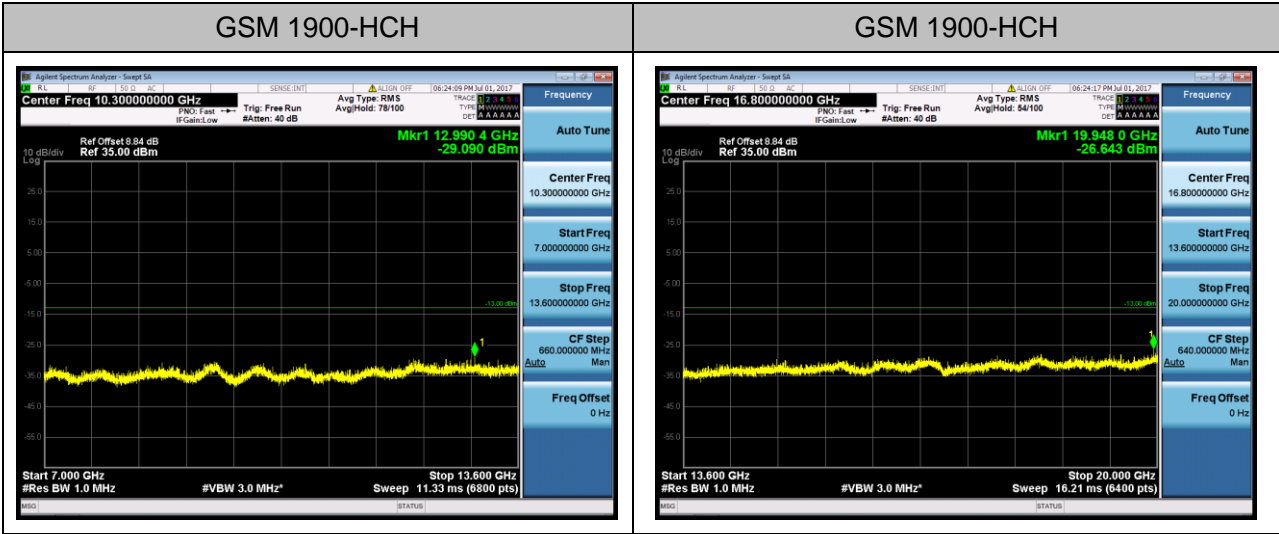 GSM 1900-HCH
Agilent Spectrum Analyzer - Swept SA
RL RF 50 Ω AC SENSE:INT ALIGN OFF 06:24:09 PM Jul 01, 2017
Center Freq 10.300000000 GHz
PNO: Fast
IFGain:Low
Trig: Free Run
#Atten: 40 dB
Avg Type: RMS
Avg|Hold: 78/100
TRACE 1 2 3 4 5 6
TYPE M W W W W W
DET A A A A A A
Ref Offset 8.84 dB
Ref 35.00 dBm
10 dB/div
Log
Mkr1 12.990 4 GHz
-29.090 dBm
25.0
15.0
5.00
-5.00
-13.00 dBm
-15.0
-25.0
1
-35.0
-45.0
-55.0
Start 7.000 GHz
Stop 13.600 GHz
#Res BW 1.0 MHz
#VBW 3.0 MHz*
Sweep 11.33 ms (6800 pts)
MSG STATUS
Frequency
Auto Tune
Center Freq
10.300000000 GHz
Start Freq
7.000000000 GHz
Stop Freq
13.600000000 GHz
CF Step
660.000000 MHz
Auto Man
Freq Offset
0 Hz
GSM 1900-HCH
Agilent Spectrum Analyzer - Swept SA
RL RF 50 Ω AC SENSE:INT ALIGN OFF 06:24:17 PM Jul 01, 2017
Center Freq 16.800000000 GHz
PNO: Fast
IFGain:Low
Trig: Free Run
#Atten: 40 dB
Avg Type: RMS
Avg|Hold: 54/100
TRACE 1 2 3 4 5 6
TYPE M W W W W W
DET A A A A A A
Ref Offset 8.84 dB
Ref 35.00 dBm
10 dB/div
Log
Mkr1 19.948 0 GHz
-26.643 dBm
25.0
15.0
5.00
-5.00
-13.00 dBm
-15.0
-25.0
1
-35.0
-45.0
-55.0
Start 13.600 GHz
Stop 20.000 GHz
#Res BW 1.0 MHz
#VBW 3.0 MHz*
Sweep 16.21 ms (6400 pts)
MSG STATUS
Frequency
Auto Tune
Center Freq
16.800000000 GHz
Start Freq
13.600000000 GHz
Stop Freq
20.000000000 GHz
CF Step
640.000000 MHz
Auto Man
Freq Offset
0 Hz